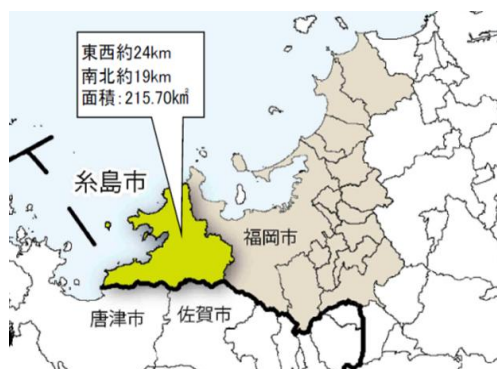 東西約24km
南北約19km
面積:215.70㎢
糸島市
福岡市
唐津市
佐賀市